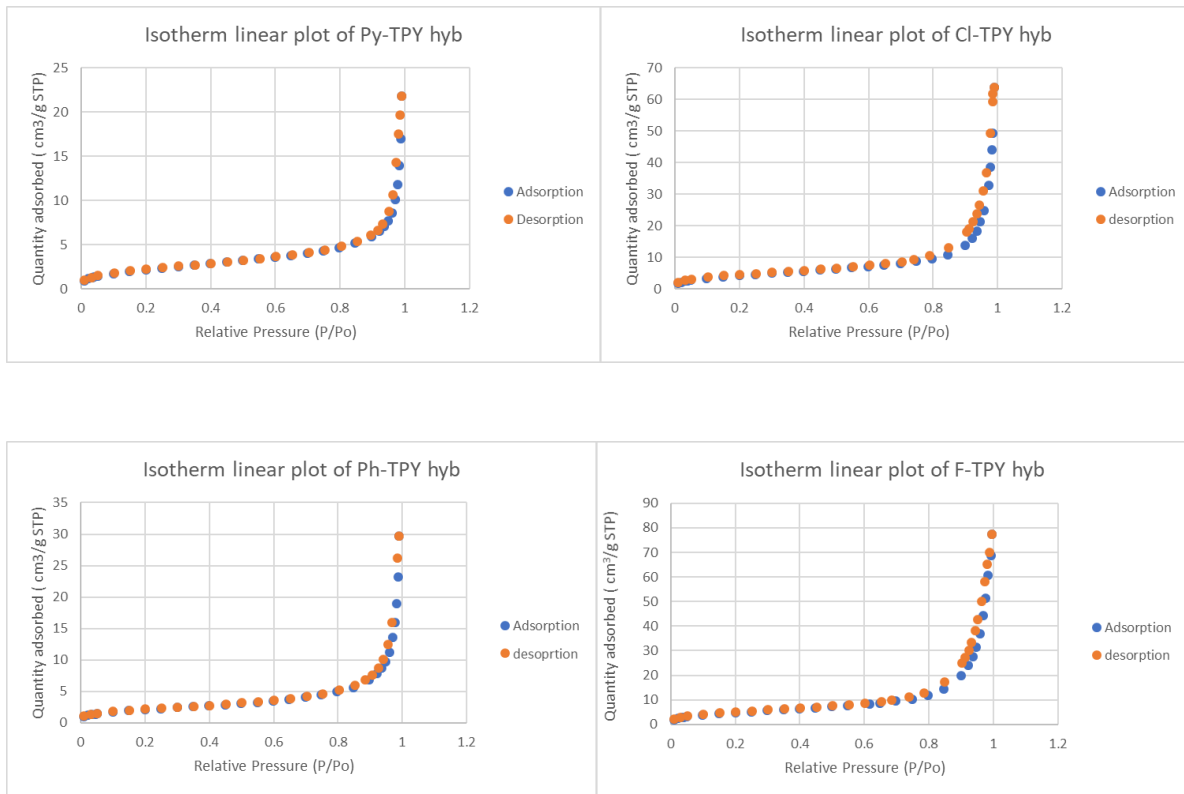 Isotherm linear plot of Py-TPY hyb
Quantity adsorbed ( cm3/g STP)
25
20
15
10
5
0
0 0.2 0.4 0.6 0.8 1 1.2
Relative Pressure (P/Po)
Adsorption
Desorption
Isotherm linear plot of Cl-TPY hyb
Quantity adsorbed ( cm3/g STP)
70
60
50
40
30
20
10
0
0 0.2 0.4 0.6 0.8 1 1.2
Relative Pressure (P/Po)
Adsorption
desorption
Isotherm linear plot of Ph-TPY hyb
Quantity adsorbed ( cm3/g STP)
35
30
25
20
15
10
5
0
0 0.2 0.4 0.6 0.8 1 1.2
Relative Pressure (P/Po)
Adsorption
desoprtion
Isotherm linear plot of F-TPY hyb
Quantity adsorbed ( cm³/g STP)
90
80
70
60
50
40
30
20
10
0
0 0.2 0.4 0.6 0.8 1 1.2
Relative Pressure (P/Po)
Adsorption
desorption